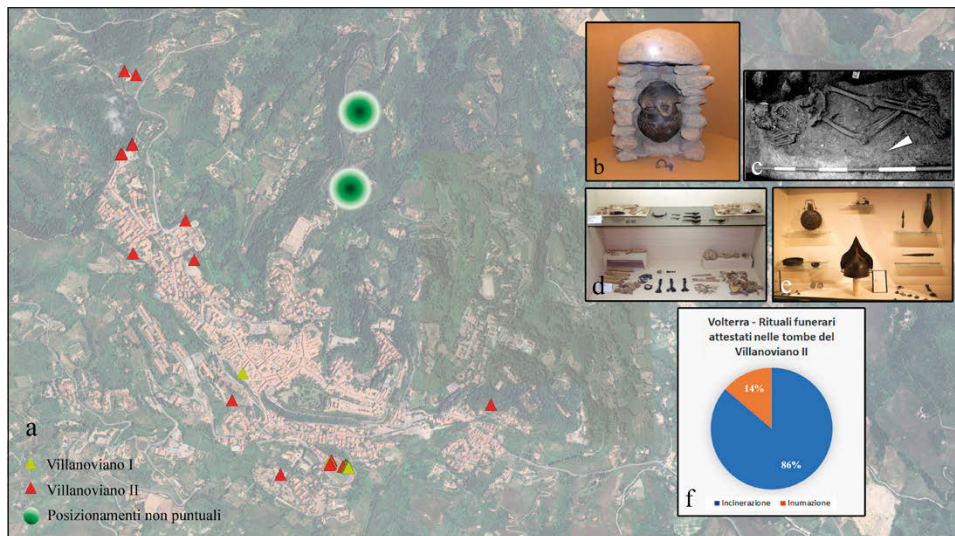 a
Villanoviano I
Villanoviano II
Posizionamenti non puntuali
b
c
d
e
Volterra - Rituali funerari
attestati nelle tombe del
Villanoviano II
14%
86%
Incinerazione
Inumazione
f